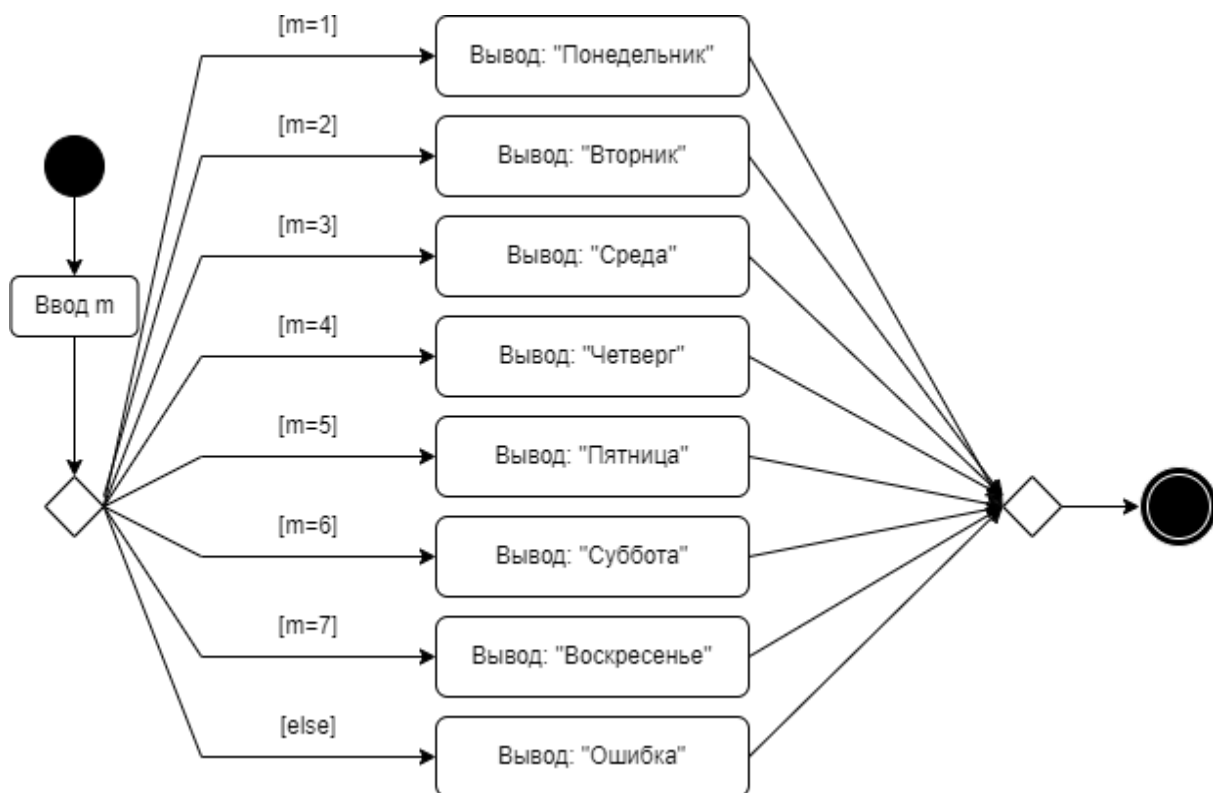 [m=1]
Вывод: "Понедельник"
[m=2]
Вывод: "Вторник"
[m=3]
Вывод: "Среда"
Ввод m
[m=4]
Вывод: "Четверг"
[m=5]
Вывод: "Пятница"
[m=6]
Вывод: "Суббота"
[m=7]
Вывод: "Воскресенье"
[else]
Вывод: "Ошибка"